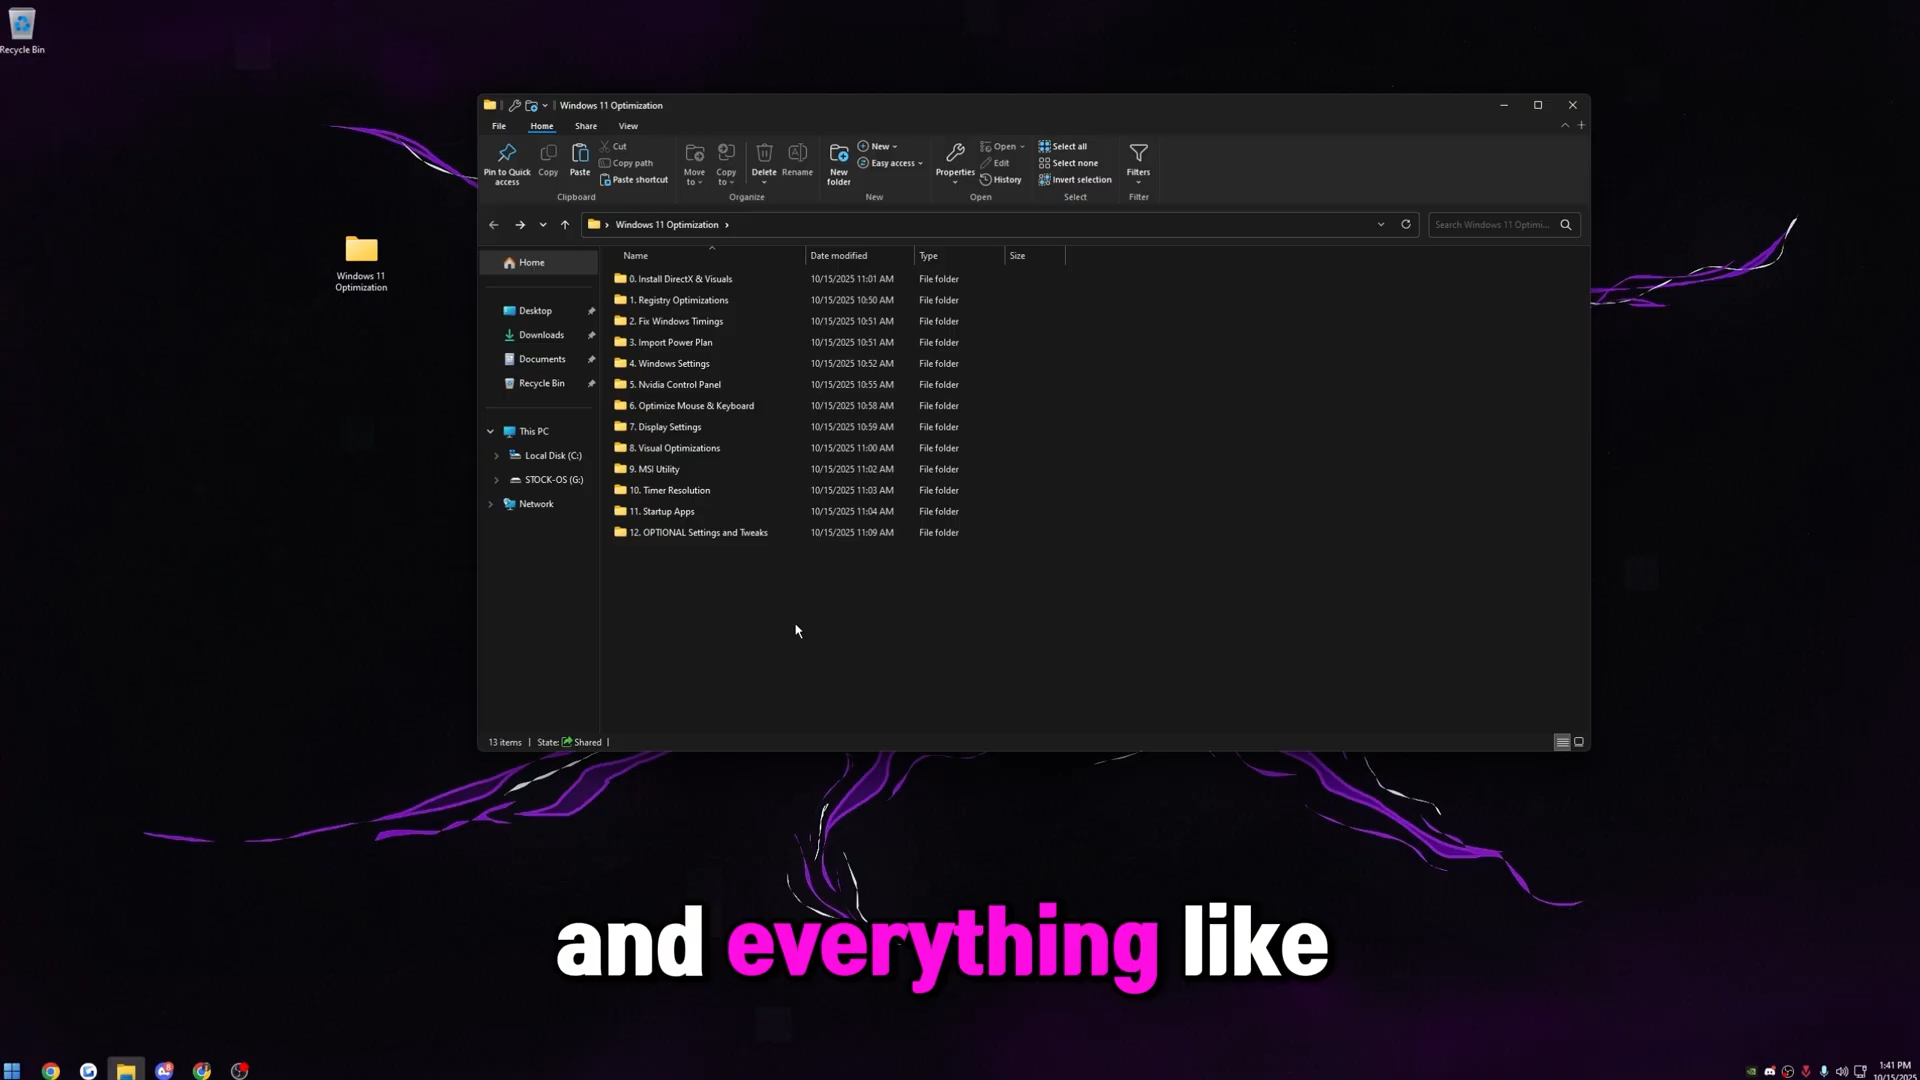 Recycle Bin
Windows 11
Optimization
Windows 11 Optimization
File Home Share View
Pin to Quick
access
Copy
Paste
Cut
Copy path
Paste shortcut
Clipboard
Move
to
Copy
to
Delete
Rename
Organize
New
folder
New
Easy access
New
Properties
Open
Edit
History
Open
Select all
Select none
Invert selection
Select
Filters
Filter
Windows 11 Optimization
Search Windows 11 Optimi...
Home
Desktop
Downloads
Documents
Recycle Bin
This PC
Local Disk (C:)
STOCK-OS (G:)
Network
Name Date modified Type Size
0. Install DirectX & Visuals 10/15/2025 11:01 AM File folder
1. Registry Optimizations 10/15/2025 10:50 AM File folder
2. Fix Windows Timings 10/15/2025 10:51 AM File folder
3. Import Power Plan 10/15/2025 10:51 AM File folder
4. Windows Settings 10/15/2025 10:52 AM File folder
5. Nvidia Control Panel 10/15/2025 10:55 AM File folder
6. Optimize Mouse & Keyboard 10/15/2025 10:58 AM File folder
7. Display Settings 10/15/2025 10:59 AM File folder
8. Visual Optimizations 10/15/2025 11:00 AM File folder
9. MSI Utility 10/15/2025 11:02 AM File folder
10. Timer Resolution 10/15/2025 11:03 AM File folder
11. Startup Apps 10/15/2025 11:04 AM File folder
12. OPTIONAL Settings and Tweaks 10/15/2025 11:09 AM File folder
13 items State: Shared
and everything like
1:41 PM
10/15/2025